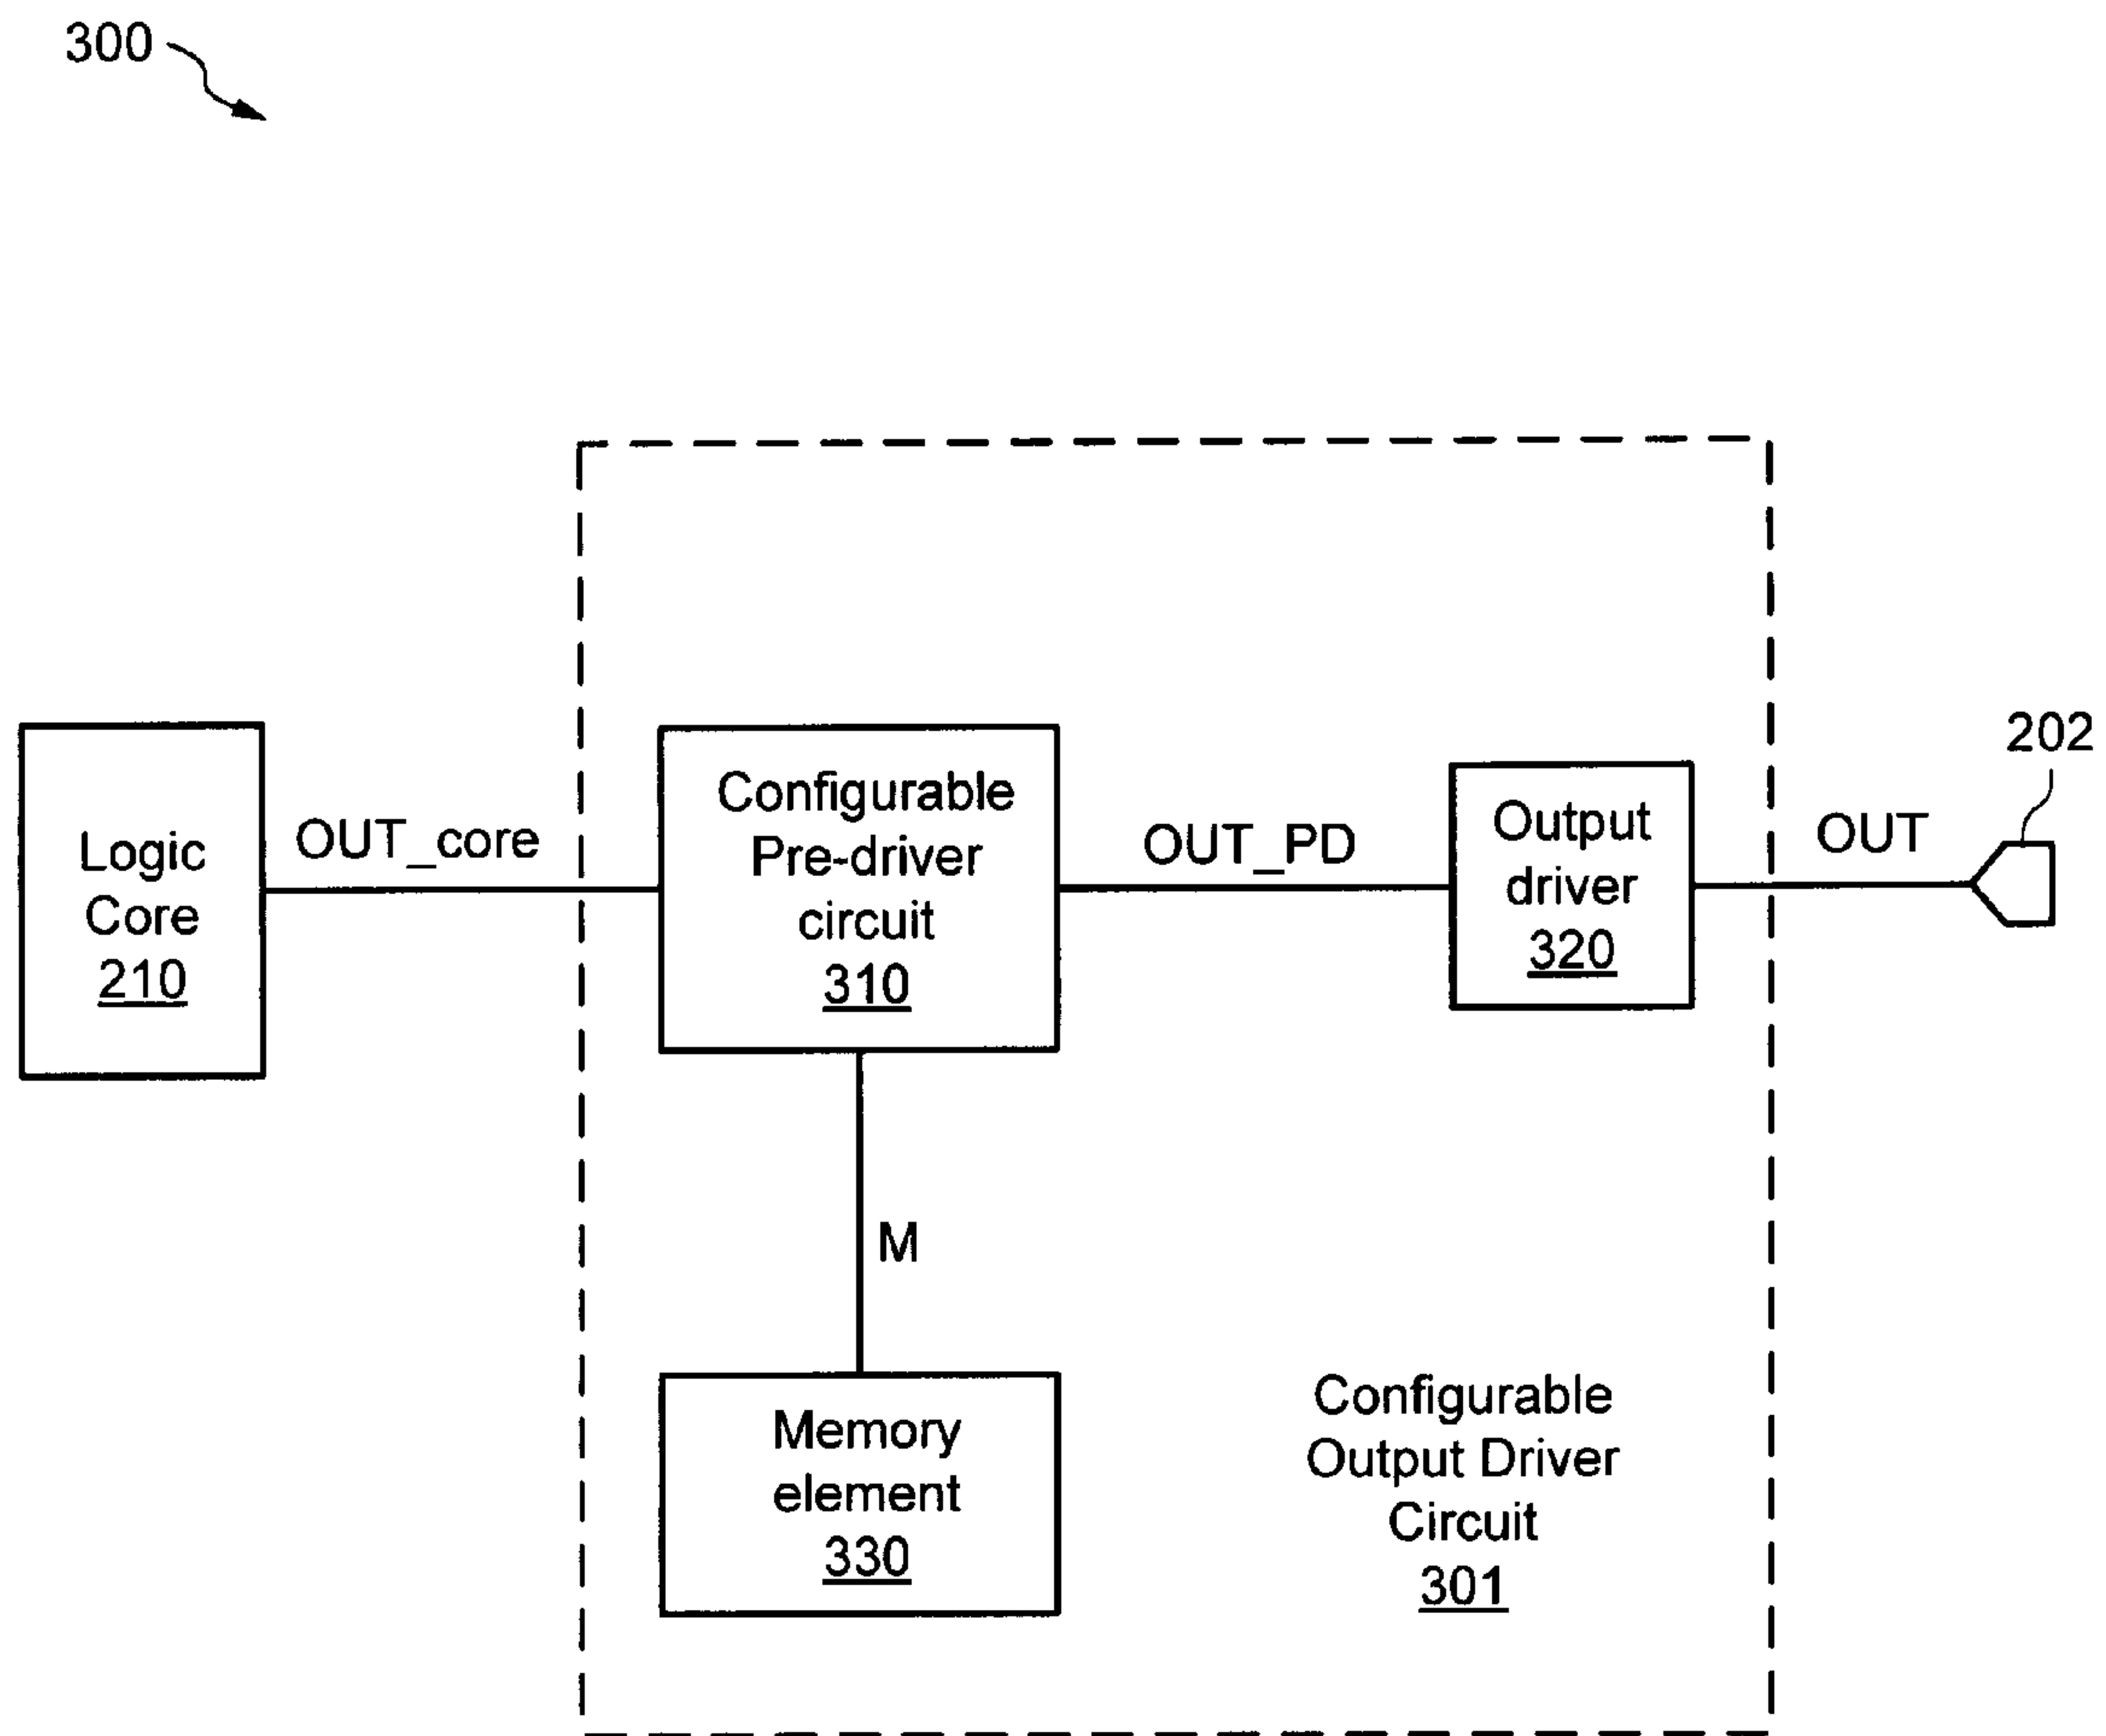 300
202
Logic
Core
210
OUT_core
Configurable
Pre-driver
circuit
310
OUT_PD
Output
driver
320
OUT
M
Memory
element
330
Configurable
Output Driver
Circuit
301